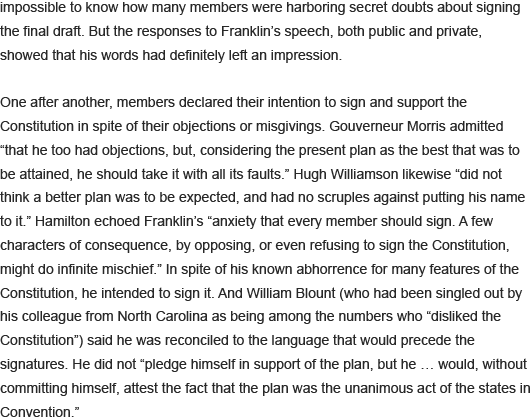 impossible to know how many members were harboring secret doubts about signing
the final draft. But the responses to Franklin’s speech, both public and private,
showed that his words had definitely left an impression.

One after another, members declared their intention to sign and support the
Constitution in spite of their objections or misgivings. Gouverneur Morris admitted
“that he too had objections, but, considering the present plan as the best that was to
be attained, he should take it with all its faults.” Hugh Williamson likewise “did not
think a better plan was to be expected, and had no scruples against putting his name
to it.” Hamilton echoed Franklin’s “anxiety that every member should sign. A few
characters of consequence, by opposing, or even refusing to sign the Constitution,
might do infinite mischief.” In spite of his known abhorrence for many features of the
Constitution, he intended to sign it. And William Blount (who had been singled out by
his colleague from North Carolina as being among the numbers who “disliked the
Constitution”) said he was reconciled to the language that would precede the
signatures. He did not “pledge himself in support of the plan, but he … would, without
committing himself, attest the fact that the plan was the unanimous act of the states in
Convention.”